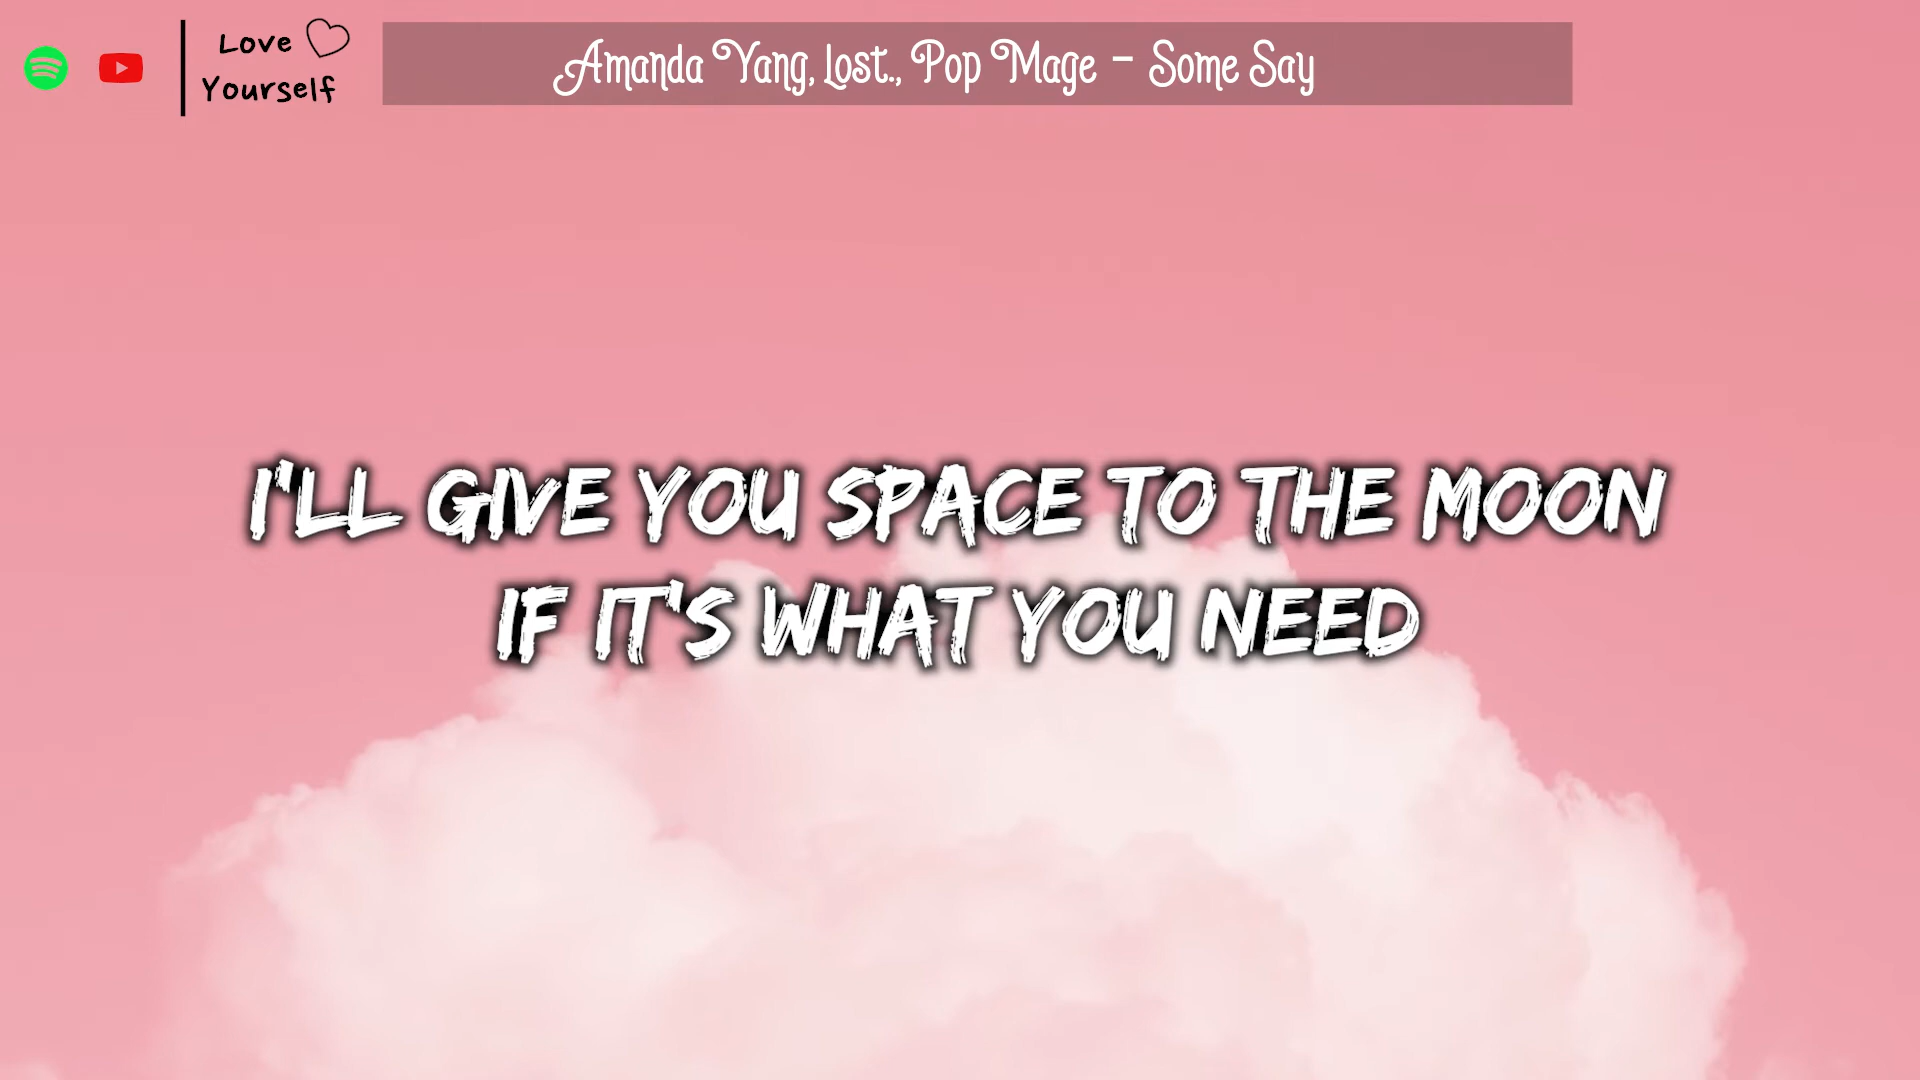 Love
Yourself
Amanda Yang, Lost., Pop Mage - Some Say
I'LL GIVE YOU SPACE TO THE MOON
IF IT'S WHAT YOU NEED